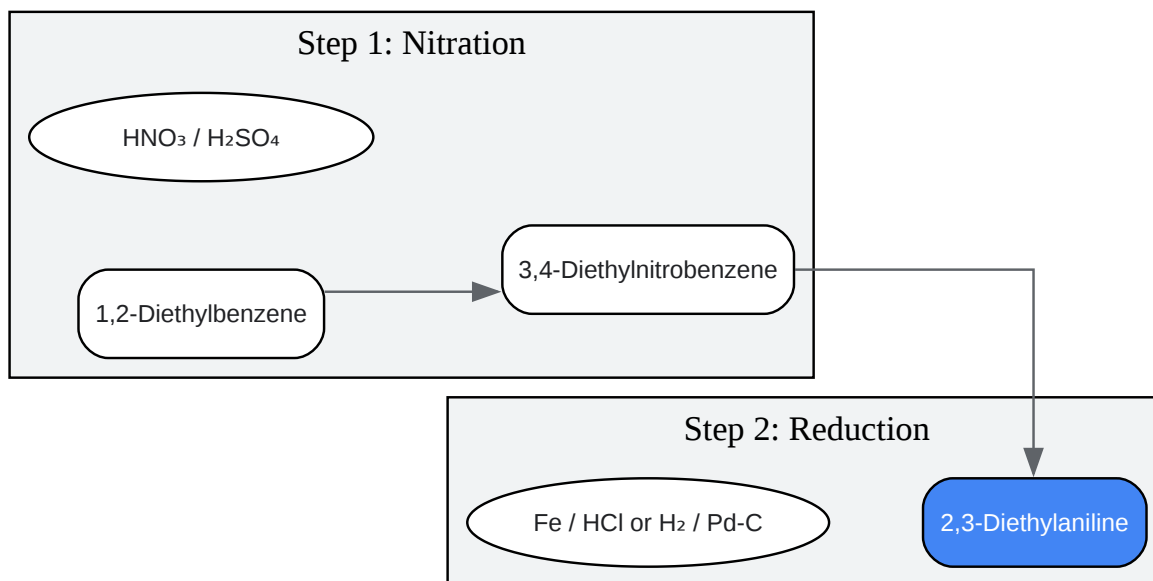 Step 1: Nitration
HNO₃ / H₂SO₄
3,4-Diethylnitrobenzene
1,2-Diethylbenzene
Step 2: Reduction
Fe / HCl or H₂ / Pd-C
2,3-Diethylaniline